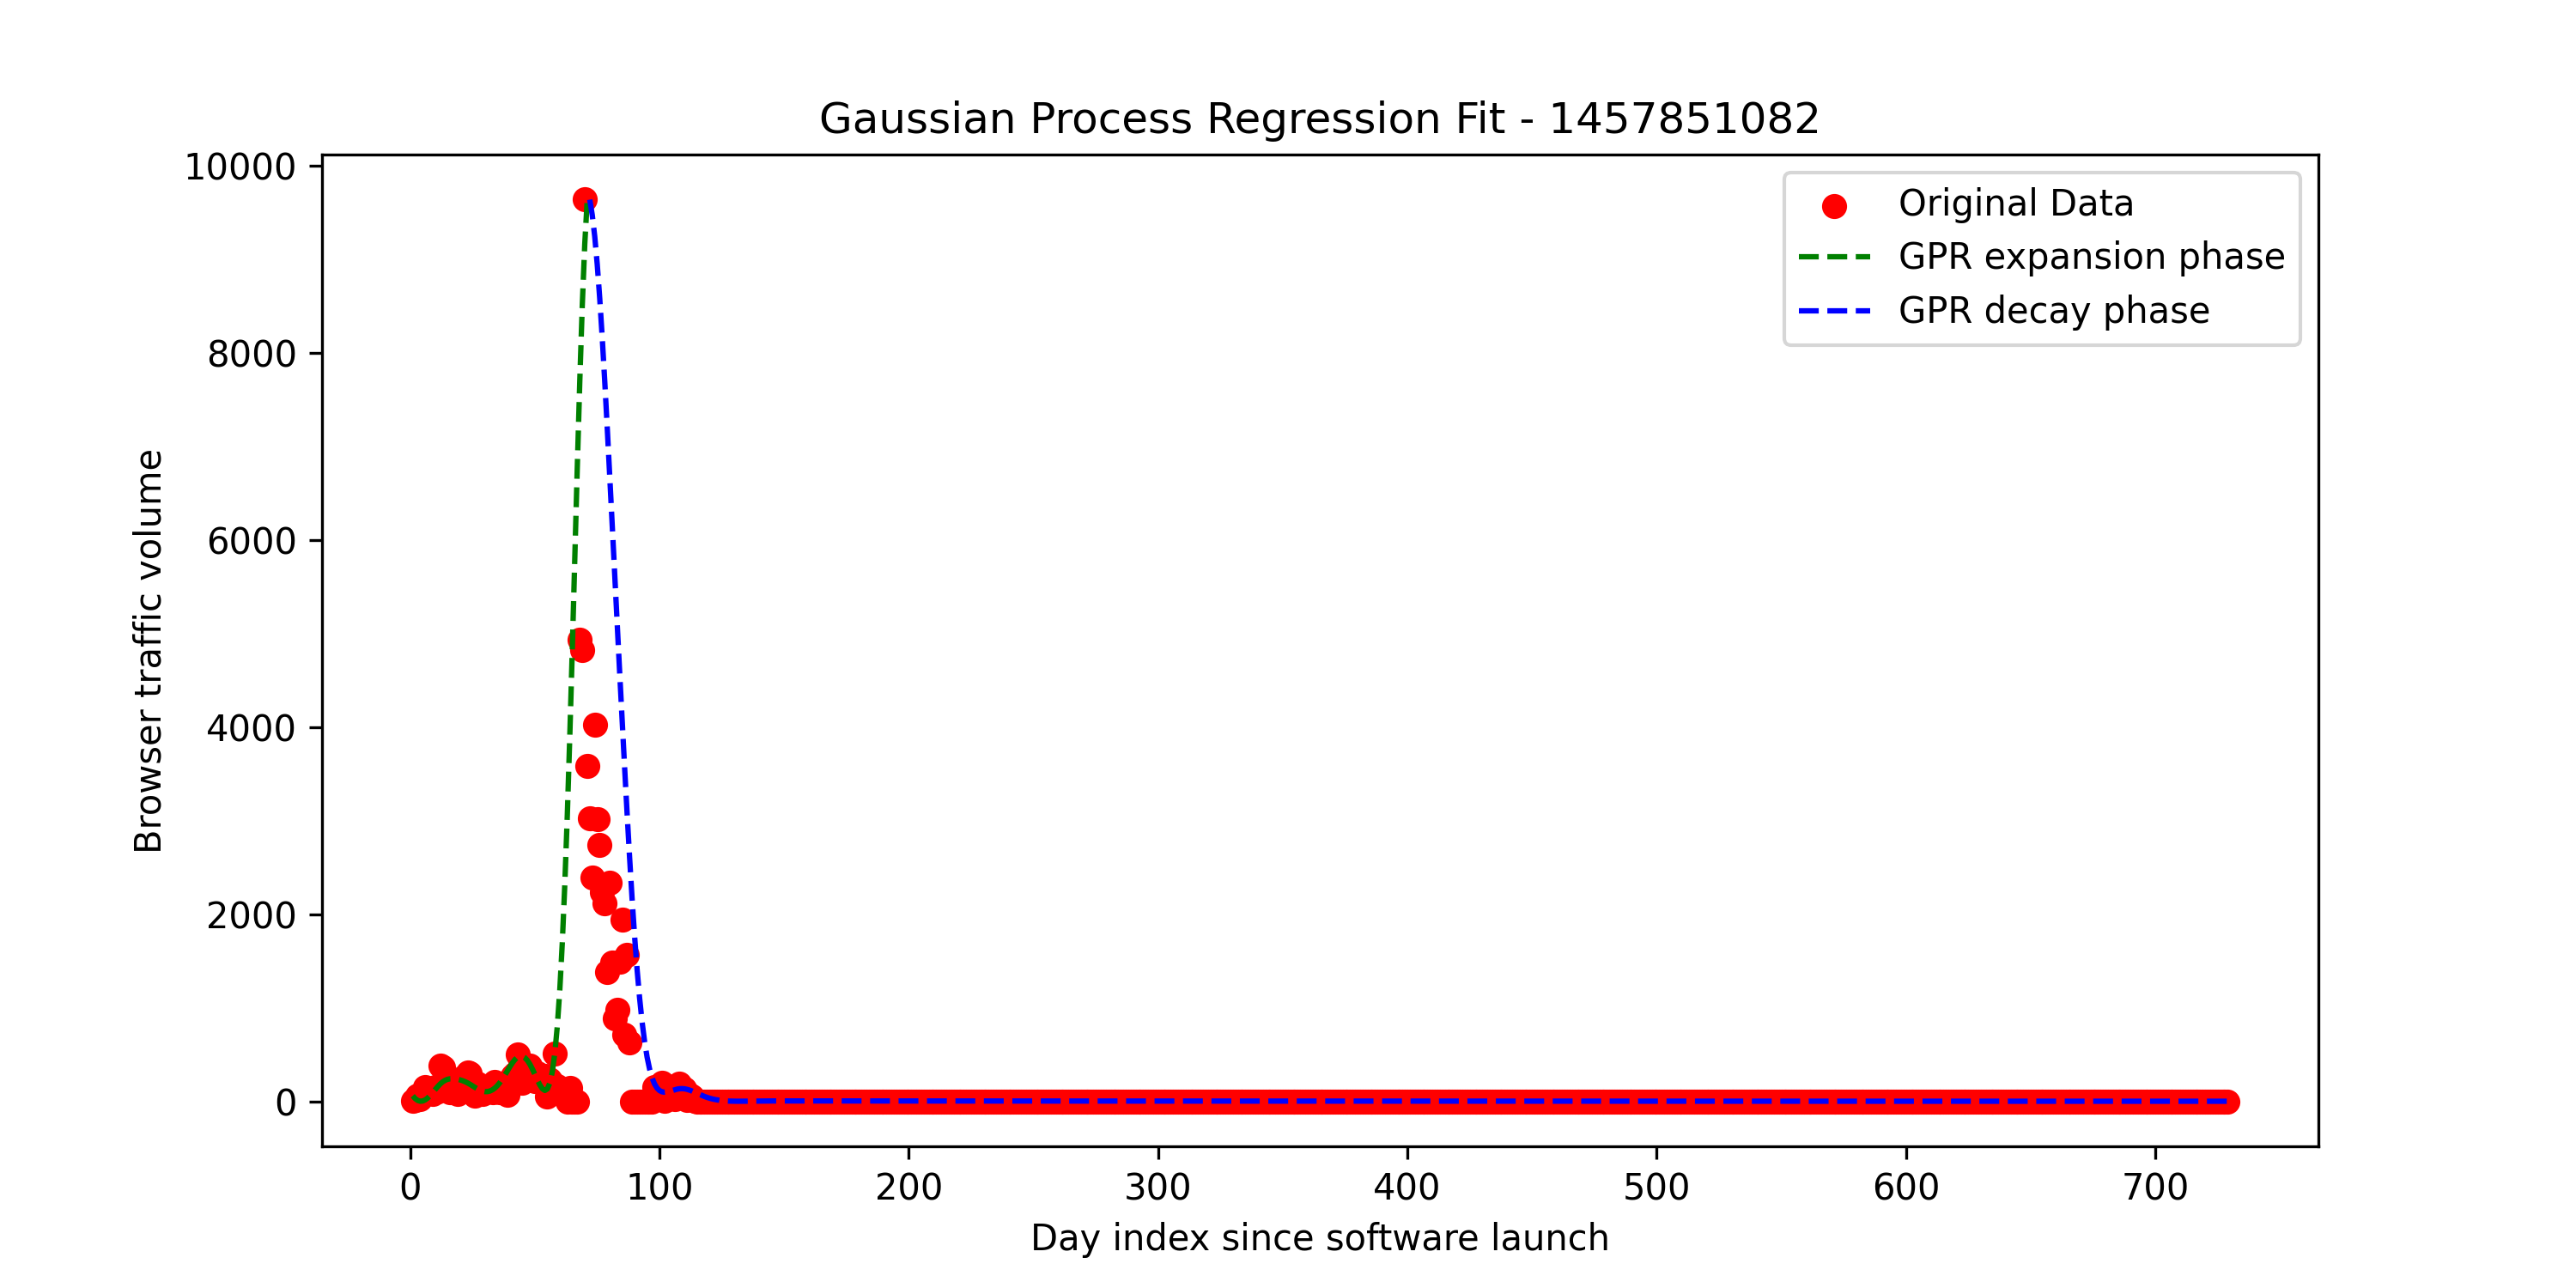 Gaussian Process Regression Fit - 1457851082
10000
8000
6000
4000
2000
0
Browser traffic volume
Original Data
GPR expansion phase
GPR decay phase
0 100 200 300 400 500 600 700
Day index since software launch